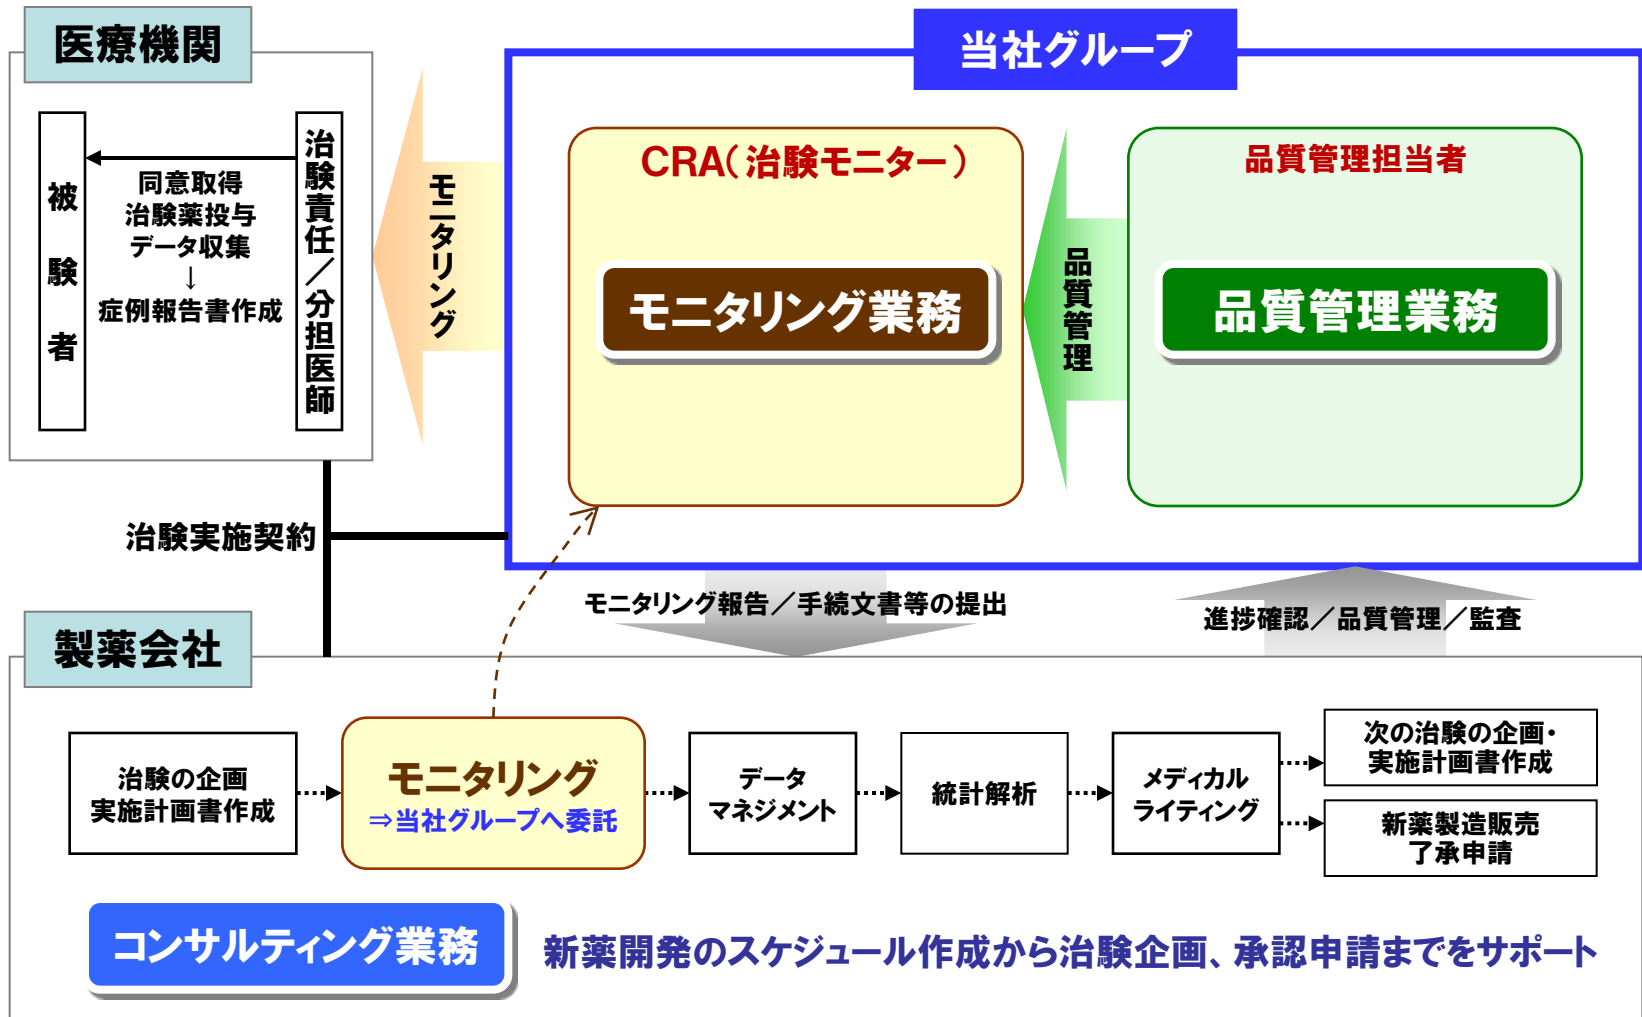 医療機関
被験者
同意取得
治験薬投与
データ収集
↓
症例報告書作成
治験責任／分担医師
モニタリング
当社グループ
CRA（治験モニター）
モニタリング業務
品質管理
品質管理担当者
品質管理業務
治験実施契約
モニタリング報告／手続文書等の提出
進捗確認／品質管理／監査
製薬会社
治験の企画
実施計画書作成
モニタリング
⇒当社グループへ委託
データ
マネジメント
統計解析
メディカル
ライティング
次の治験の企画・
実施計画書作成
新薬製造販売
了承申請
コンサルティング業務
新薬開発のスケジュール作成から治験企画、承認申請までをサポート